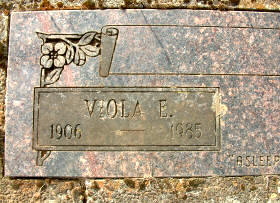 VIOLA E.
1906 — 1985
ASLEEP